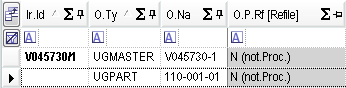 Ir.Id Σ O.Ty Σ O.Na Σ O.P.Rf [Refile] Σ
A A A A
V045730/1 UGMASTER V045730-1 N (not.Proc.)
UGPART 110-001-01 N (not.Proc.)